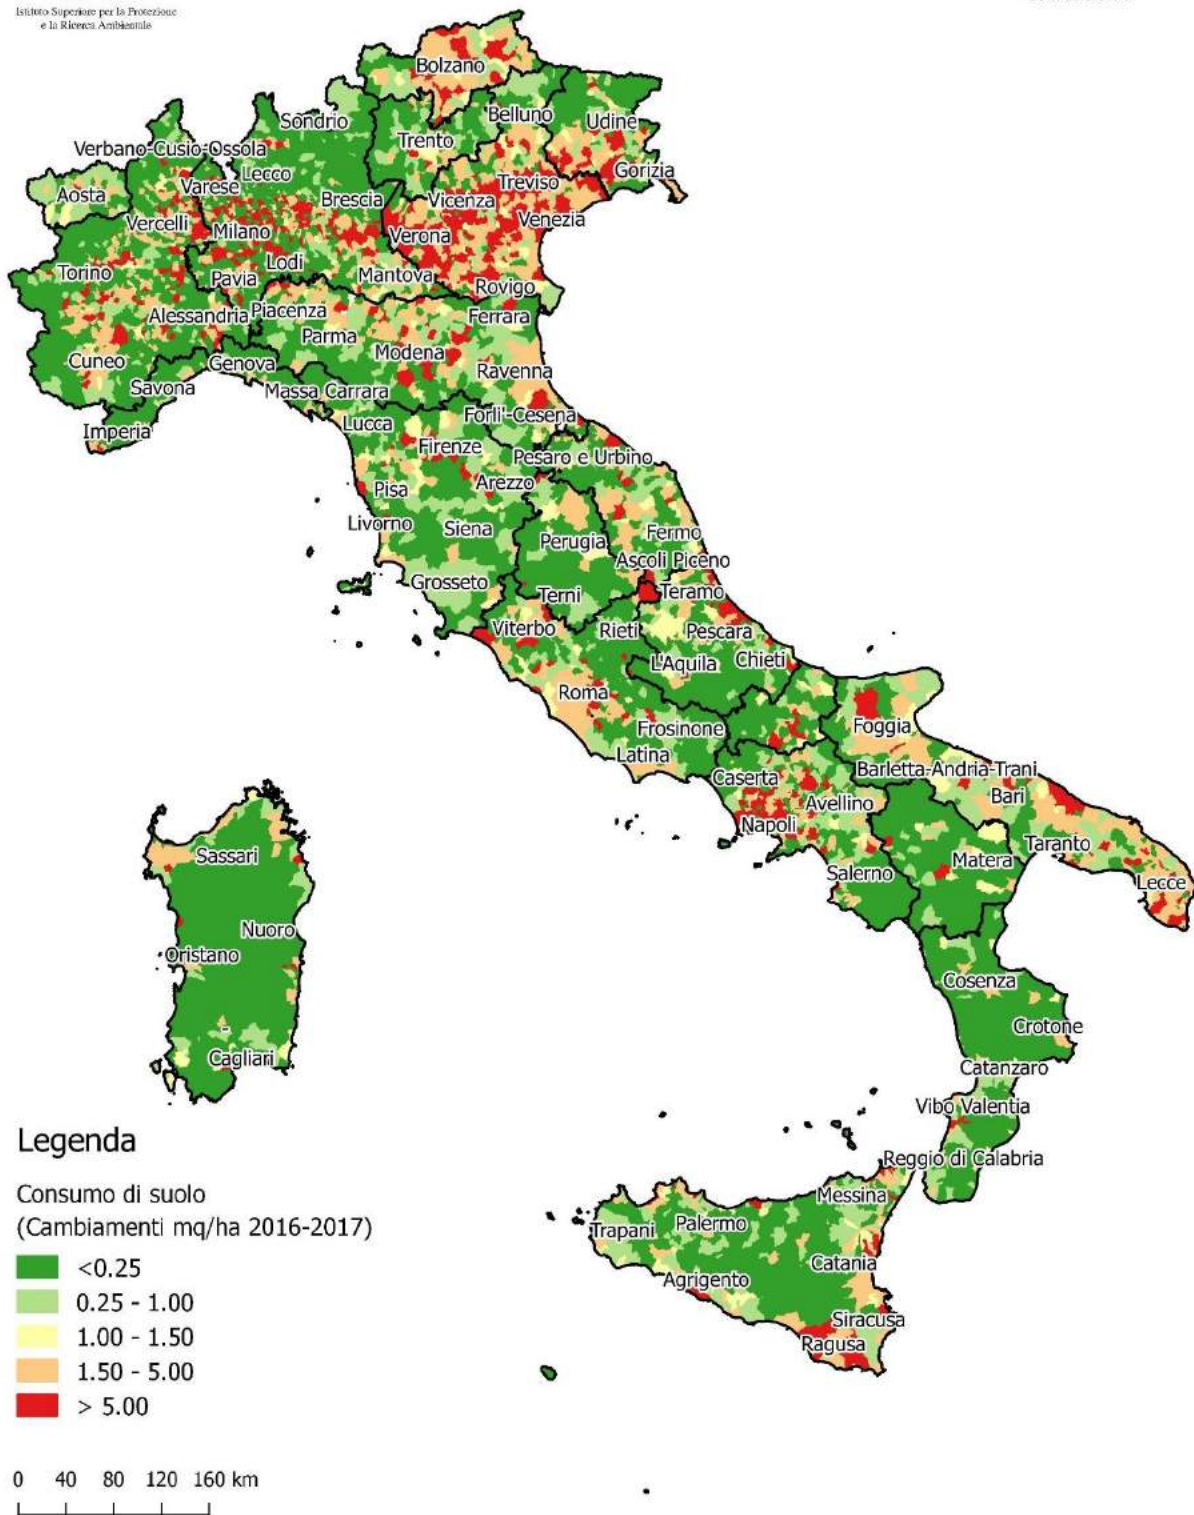 Istituto Superiore per la Protezione
e la Ricerca Ambientale
Bolzano
Sondrio
Belluno
Udine
Trento
Verbano-Cusio-Ossola
Lecco
Gorizia
Aosta
Varese
Treviso
Brescia
Vicenza
Venezia
Vercelli
Milano
Verona
Lodi
Torino
Pavia
Mantova
Rovigo
Alessandria
Piacenza
Ferrara
Parma
Modena
Cuneo
Genova
Ravenna
Savona
Massa Carrara
Forli'-Cesena
Lucca
Imperia
Firenze
Pesaro e Urbino
Arezzo
Pisa
Livorno
Siena
Fermo
Perugia
Ascoli Piceno
Grosseto
Terni
Teramo
Viterbo
Rieti
Pescara
L'Aquila
Chieti
Roma
Frosinone
Foggia
Latina
Caserta
Barletta-Andria-Trani
Bari
Avellino
Napoli
Taranto
Sassari
Matera
Salerno
Lecce
Nuoro
Oristano
Cosenza
Crotone
Cagliari
Catanzaro
Vibo Valentia
Reggio di Calabria
Messina
Palermo
Trapani
Catania
Agrigento
Siracusa
Ragusa
Legenda
Consumo di suolo
(Cambiamenti mq/ha 2016-2017)
<0.25
0.25 - 1.00
1.00 - 1.50
1.50 - 5.00
> 5.00
0 40 80 120 160 km